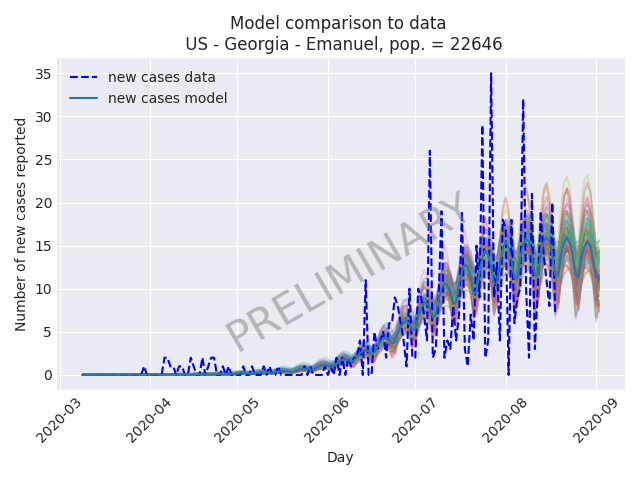 Model comparison to data
US - Georgia - Emanuel, pop. = 22646
new cases data
new cases model
PRELIMINARY
Number of new cases reported
35
30
25
20
15
10
5
0
2020-03
2020-04
2020-05
2020-06
2020-07
2020-08
2020-09
Day